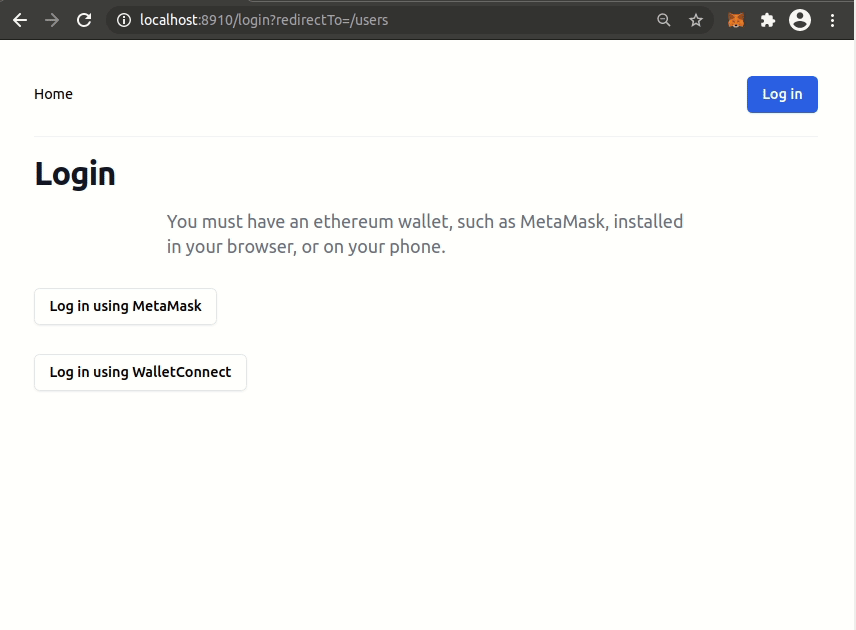 localhost:8910/login?redirectTo=/users
Home
Log in
Login
You must have an ethereum wallet, such as MetaMask, installed
in your browser, or on your phone.
Log in using MetaMask
Log in using WalletConnect